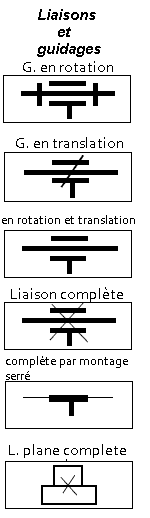 Liaisons
et
guidages
G. en rotation
G. en translation
en rotation et translation
Liaison complète
complète par montage
serré
L. plane complete